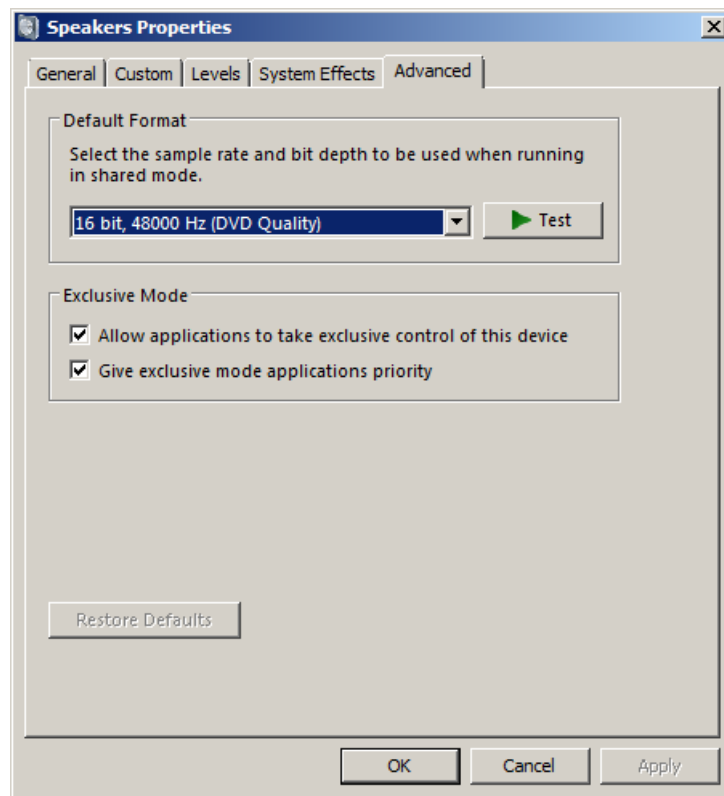 Speakers Properties
General Custom Levels System Effects Advanced
Default Format
Select the sample rate and bit depth to be used when running
in shared mode.
16 bit, 48000 Hz (DVD Quality) Test
Exclusive Mode
Allow applications to take exclusive control of this device
Give exclusive mode applications priority
Restore Defaults
OK Cancel Apply